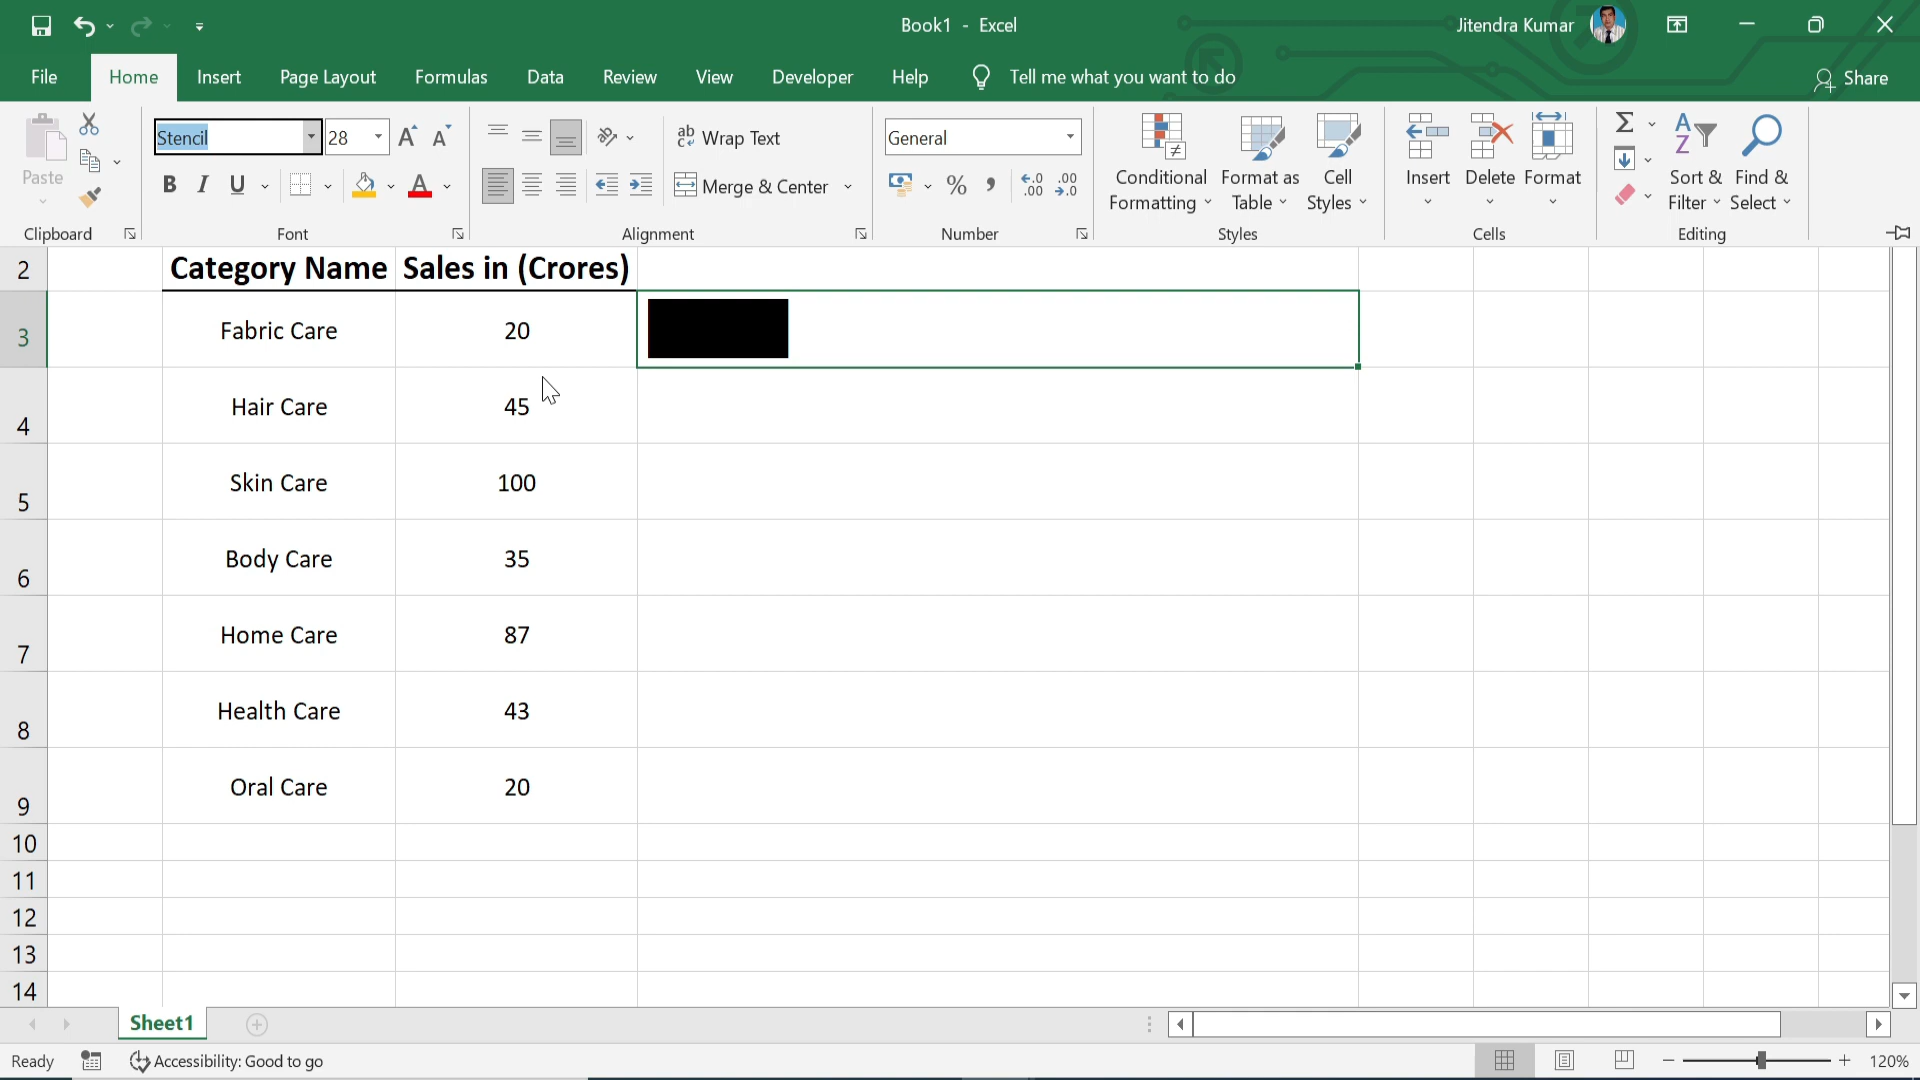 Book1 - Excel
Jitendra Kumar
File Home Insert Page Layout Formulas Data Review View Developer Help Tell me what you want to do Share
Paste
Clipboard
Stencil 28
B I U A
Font
ab Wrap Text
Merge & Center
Alignment
General
% ,
Number
Conditional Formatting
Format as Table
Cell Styles
Styles
Insert Delete Format
Cells
Sort & Filter
Find & Select
Editing
2 Category Name Sales in (Crores)
3 Fabric Care 20
4 Hair Care 45
5 Skin Care 100
6 Body Care 35
7 Home Care 87
8 Health Care 43
9 Oral Care 20
10
11
12
13
14
Sheet1
Ready Accessibility: Good to go 120%